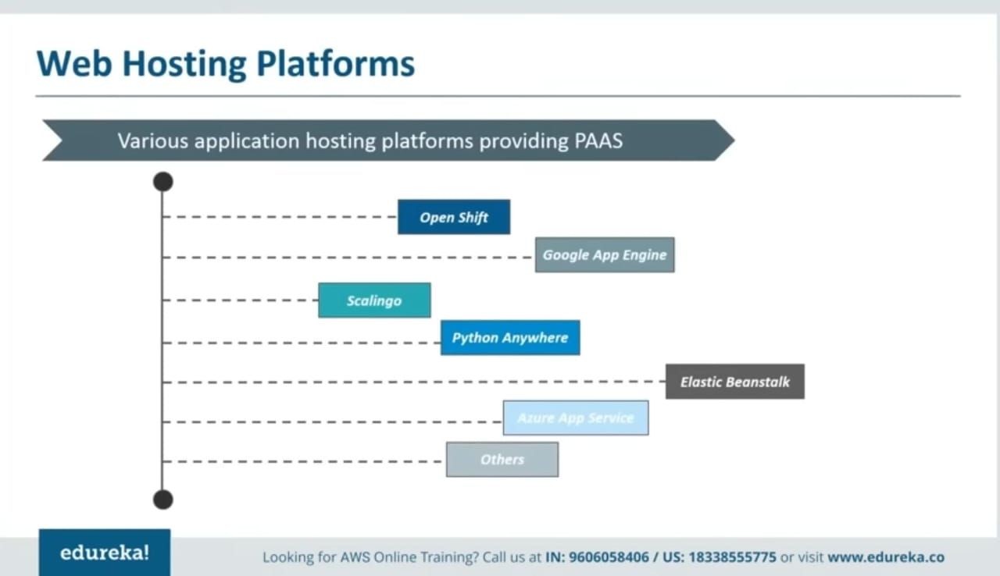 Web Hosting Platforms
Various application hosting platforms providing PAAS
Open Shift
Google App Engine
Scalingo
Python Anywhere
Elastic Beanstalk
Azure App Service
Others
edureka!
Looking for AWS Online Training? Call us at IN: 9606058406 / US: 18338555775 or visit www.edureka.co